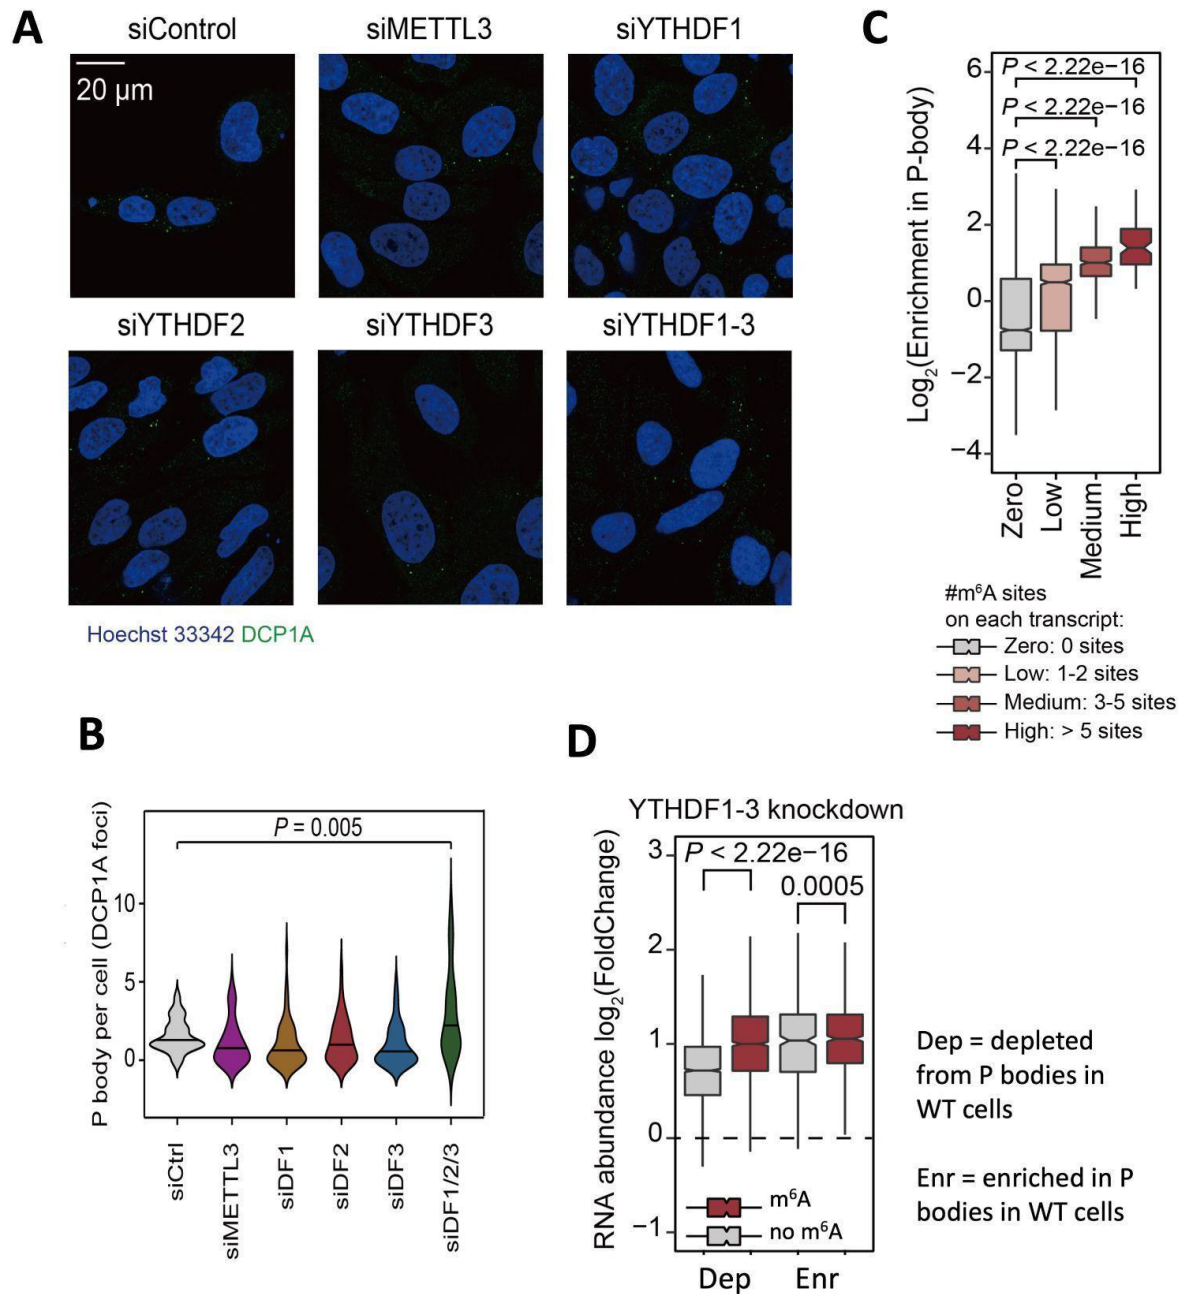 A
siControl
siMETTL3
siYTHDF1
20 µm
siYTHDF2
siYTHDF3
siYTHDF1-3
Hoechst 33342 DCP1A
C
Log₂(Enrichment in P-body)
6
4
2
0
−2
−4
P < 2.22e−16
P < 2.22e−16
P < 2.22e−16
Zero
Low
Medium
High
#m⁶A sites
on each transcript:
Zero: 0 sites
Low: 1-2 sites
Medium: 3-5 sites
High: > 5 sites
B
P body per cell (DCP1A foci)
10
5
0
P = 0.005
siCtrl
siMETTL3
siDF1
siDF2
siDF3
siDF1/2/3
D
YTHDF1-3 knockdown
RNA abundance log₂(FoldChange)
3
2
1
0
−1
P < 2.22e−16
0.0005
m⁶A
no m⁶A
Dep
Enr
Dep = depleted
from P bodies in
WT cells
Enr = enriched in P
bodies in WT cells